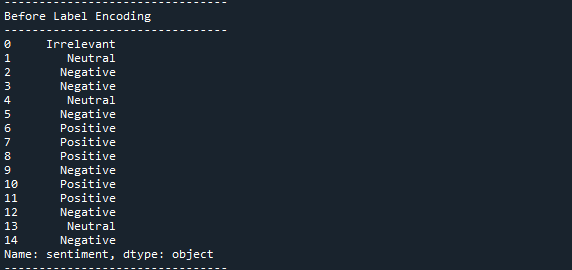 --------------------------------
Before Label Encoding
--------------------------------
0     Irrelevant
1        Neutral
2       Negative
3       Negative
4        Neutral
5       Negative
6       Positive
7       Positive
8       Positive
9       Negative
10      Positive
11      Positive
12      Negative
13       Neutral
14      Negative
Name: sentiment, dtype: object
--------------------------------